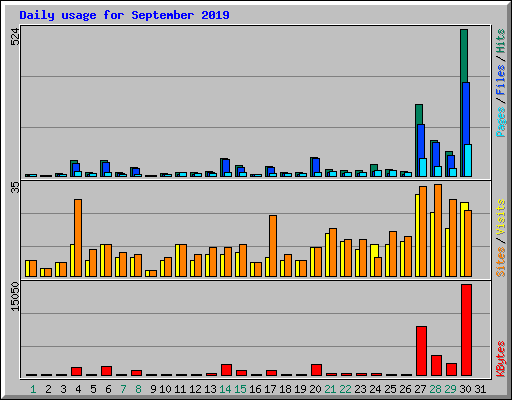 Daily usage for September 2019
524
Pages/Files/Hits
35
Sites/Visits
15050
KBytes
1 2 3 4 5 6 7 8 9 10 11 12 13 14 15 16 17 18 19 20 21 22 23 24 25 26 27 28 29 30 31